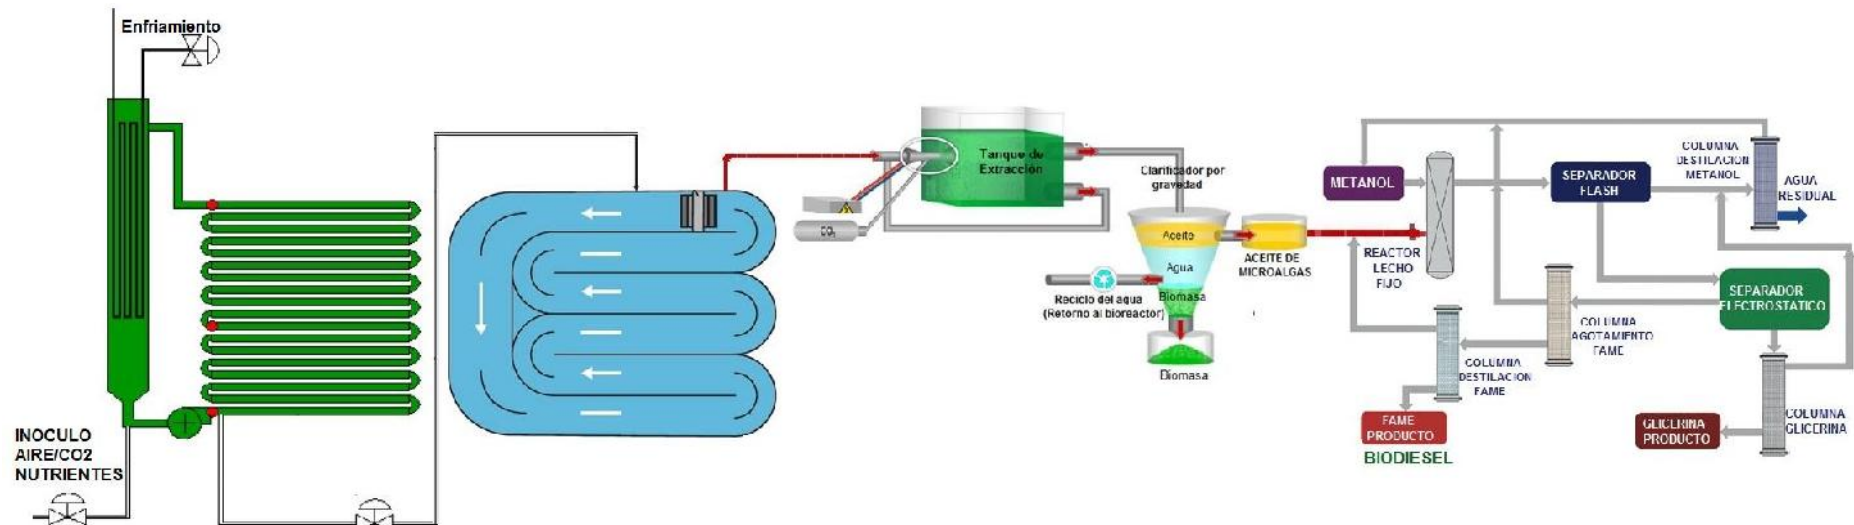 Enfriamiento
INOCULO
AIRE/CO2
NUTRIENTES
Tanque de
Extracción
CO2
Clarificador por
gravedad
Aceite
Agua
Biomasa
Reciclo del agua
(Retorno al bioreactor)
Biomasa
ACEITE DE
MICROALGAS
METANOL
REACTOR
LECHO
FIJO
SEPARADOR
FLASH
COLUMNA
DESTILACION
METANOL
AGUA
RESIDUAL
SEPARADOR
ELECTROSTATICO
COLUMNA
AGOTAMIENTO
FAME
COLUMNA
DESTILACION
FAME
FAME
PRODUCTO
BIODIESEL
GLICERINA
PRODUCTO
COLUMNA
GLICERINA